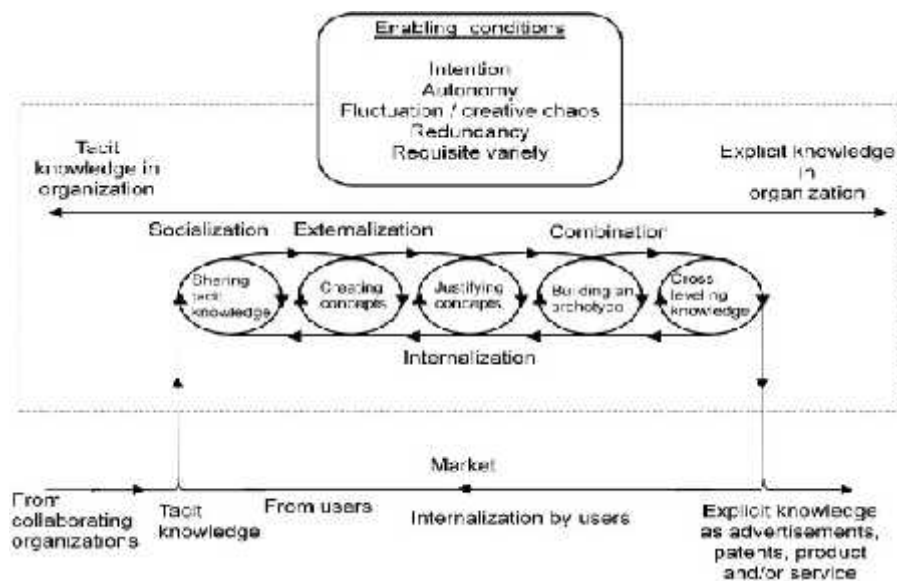 Enabling conditions
Intention
Autonomy
Fluctuation / creative chaos
Redundancy
Requisite variety
Tacit
knowledge in
organization
Explicit knowledge
in
organization
Socialization
Externalization
Combination
Sharing
tacit
knowledge
Creating
concepts
Justifying
concepts
Building an
archetype
Cross
leveling
knowledge
Internalization
Market
From
collaborating
organizations
Tacit
knowledge
From users
Internalization by users
Explicit knowledge
as advertisements,
patents, product
and/or service